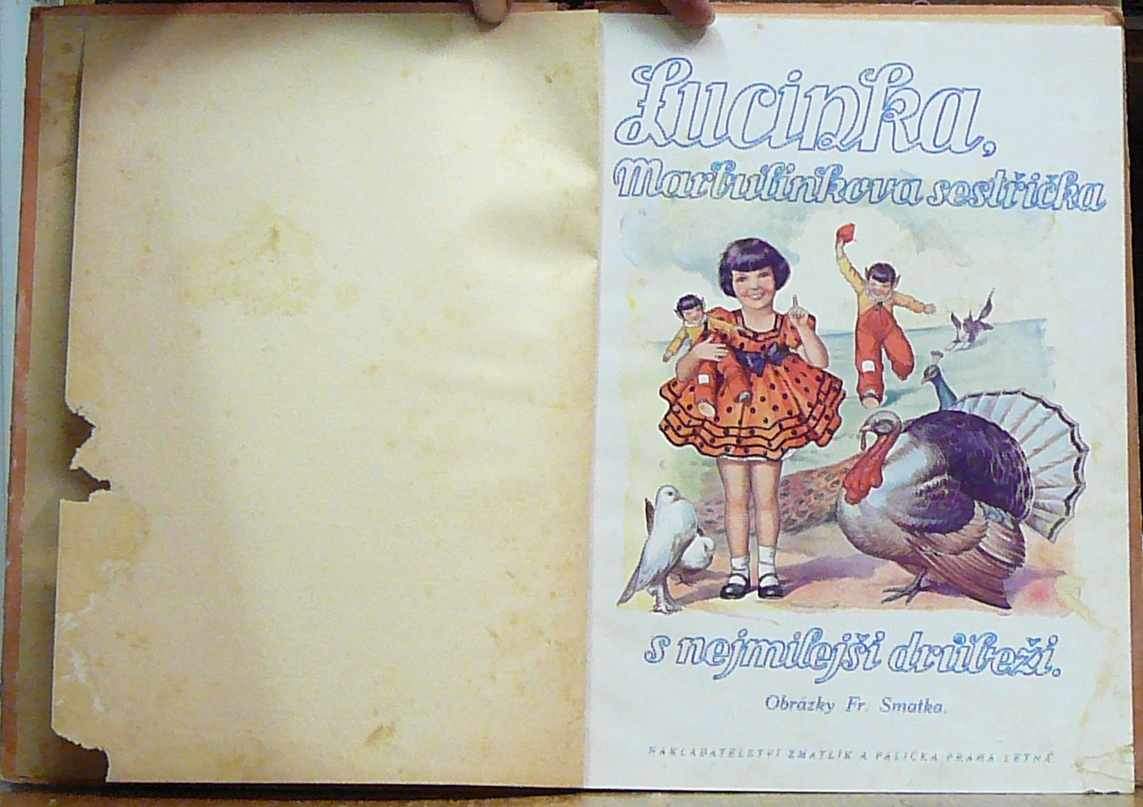 Lucinka,
Marbulínkova sestřička
s nejmilejší drůbeží.
Obrázky Fr. Smatka.
NAKLADATELSTVÍ ZMATLÍK A PALIČKA PRAHA LETNÁ